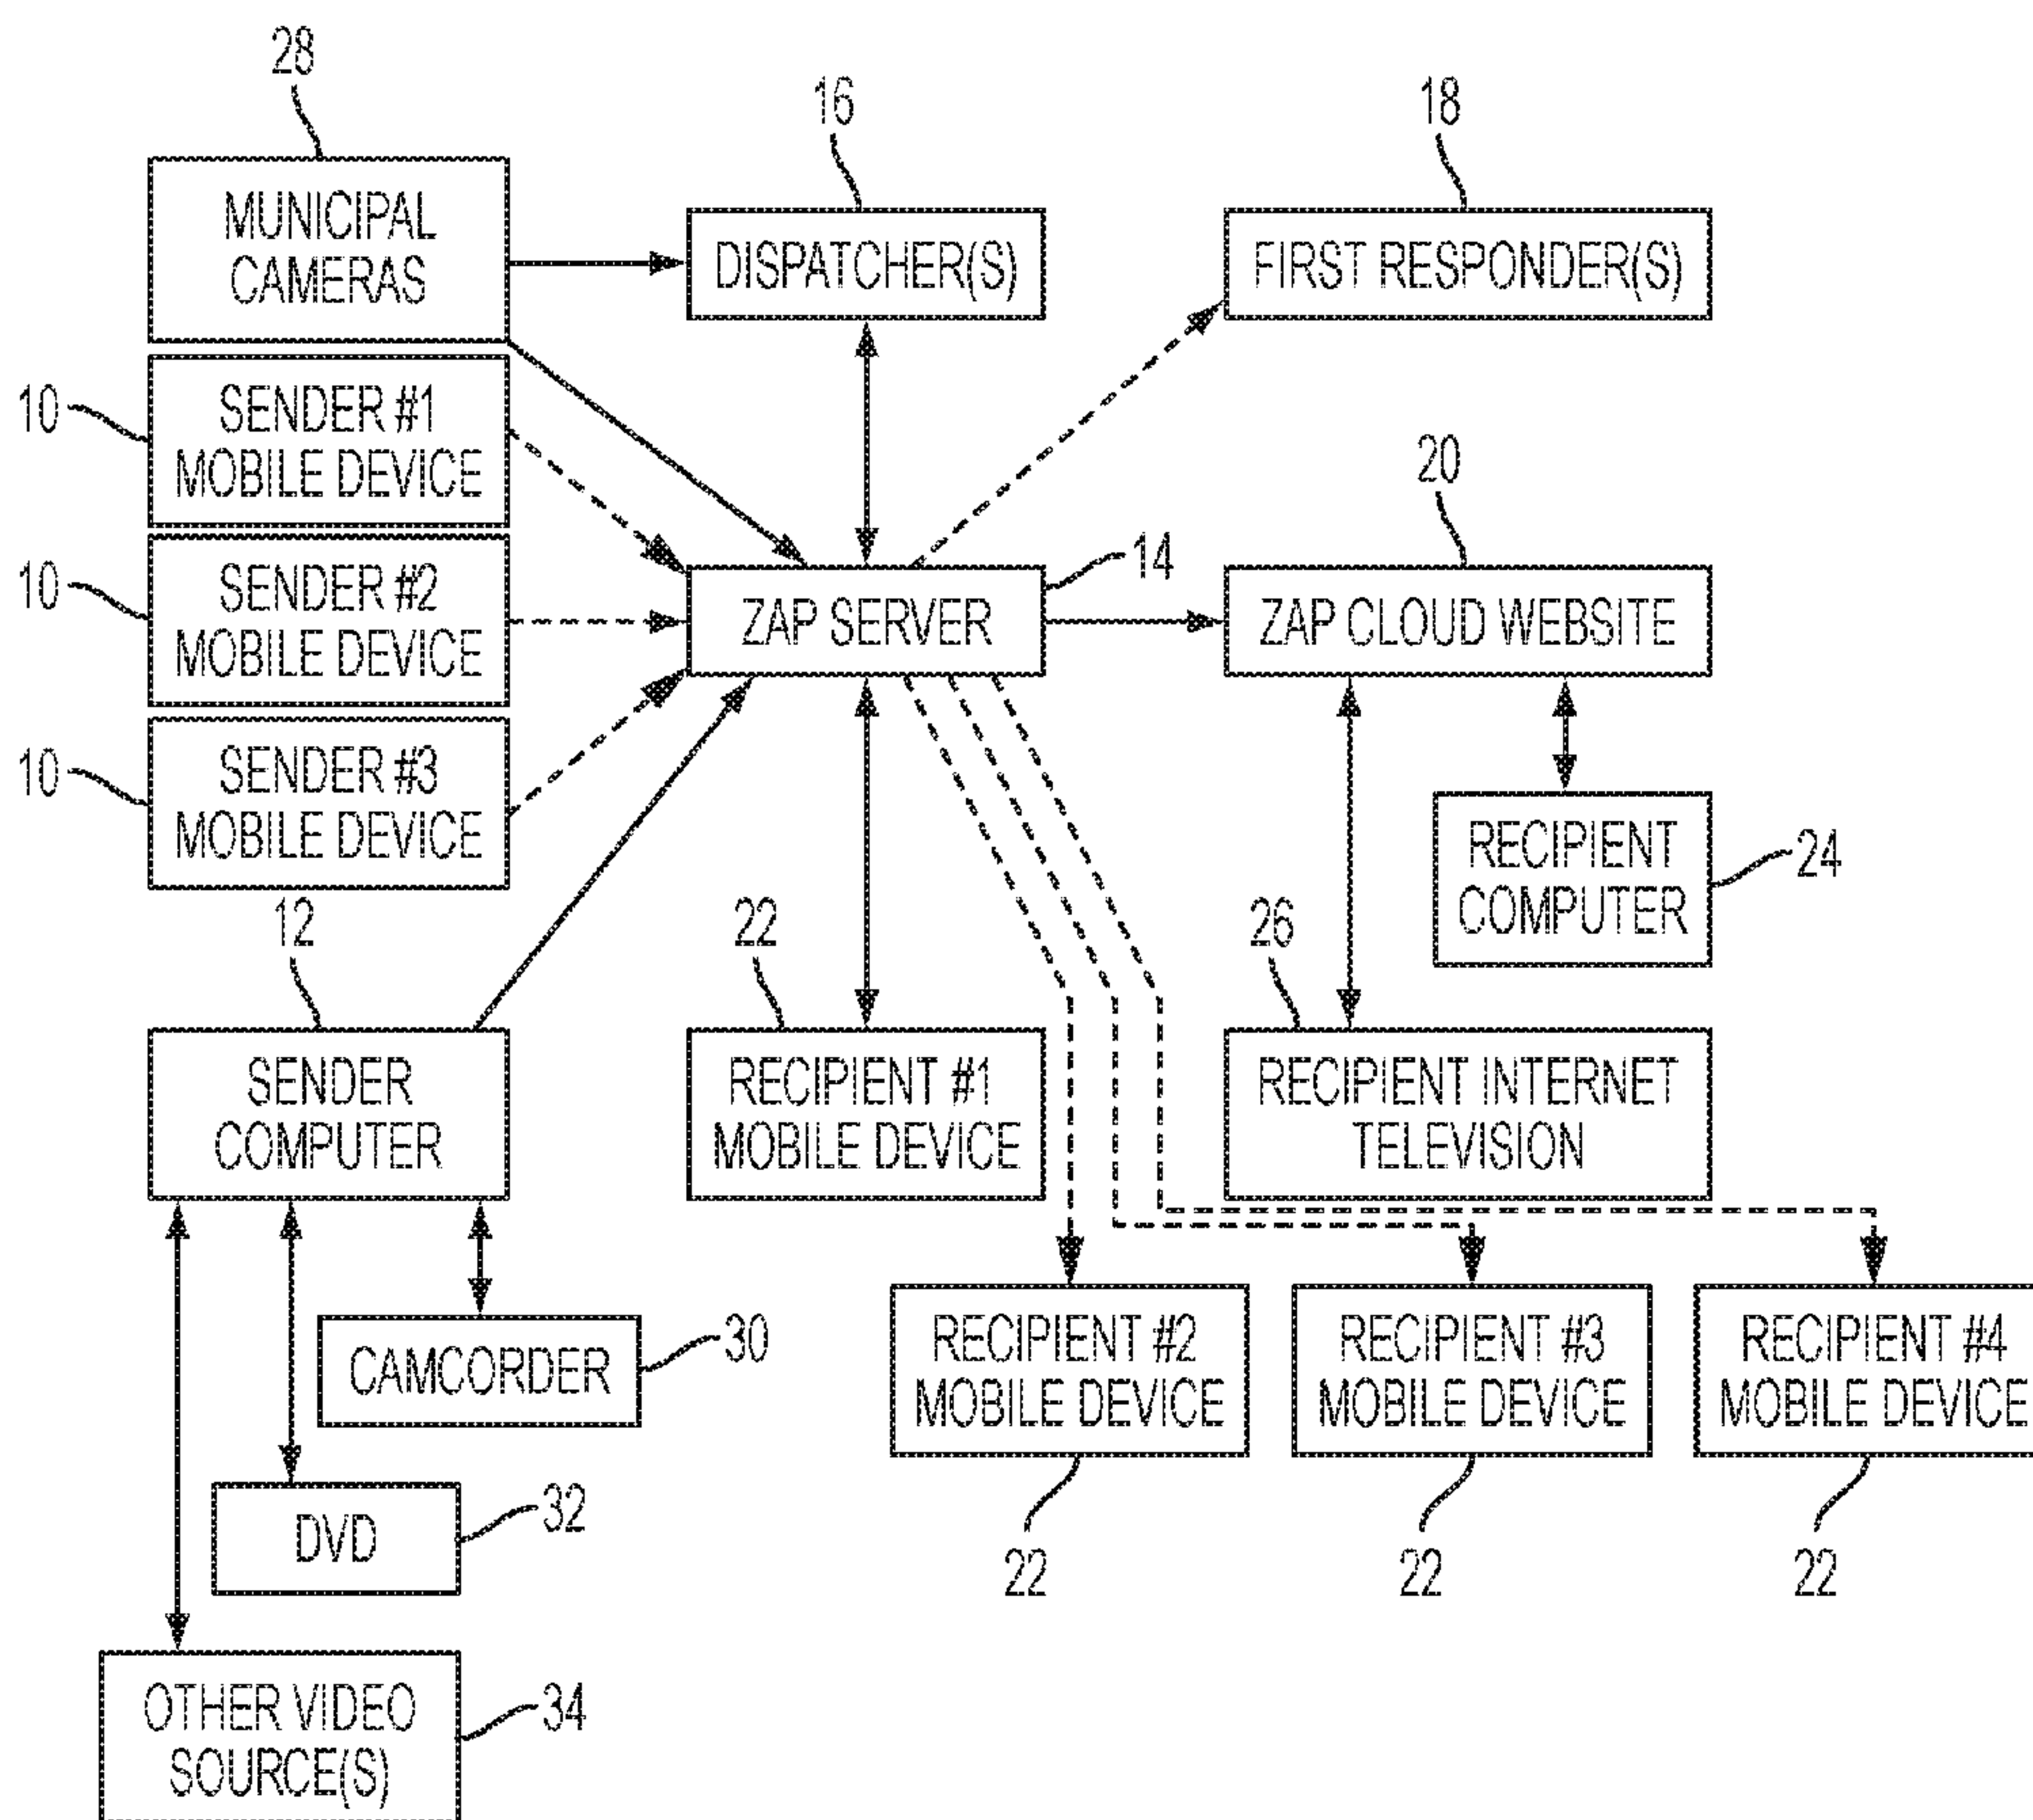 28
16
18
MUNICIPAL
CAMERAS
DISPATCHER(S)
FIRST RESPONDER(S)
10
SENDER #1
MOBILE DEVICE
20
14
10
SENDER #2
MOBILE DEVICE
ZAP SERVER
ZAP CLOUD WEBSITE
10
SENDER #3
MOBILE DEVICE
RECIPIENT
COMPUTER
24
12
22
26
SENDER
COMPUTER
RECIPIENT #1
MOBILE DEVICE
RECIPIENT INTERNET
TELEVISION
CAMCORDER
30
RECIPIENT #2
MOBILE DEVICE
RECIPIENT #3
MOBILE DEVICE
RECIPIENT #4
MOBILE DEVICE
DVD
32
22
22
22
OTHER VIDEO
SOURCE(S)
34